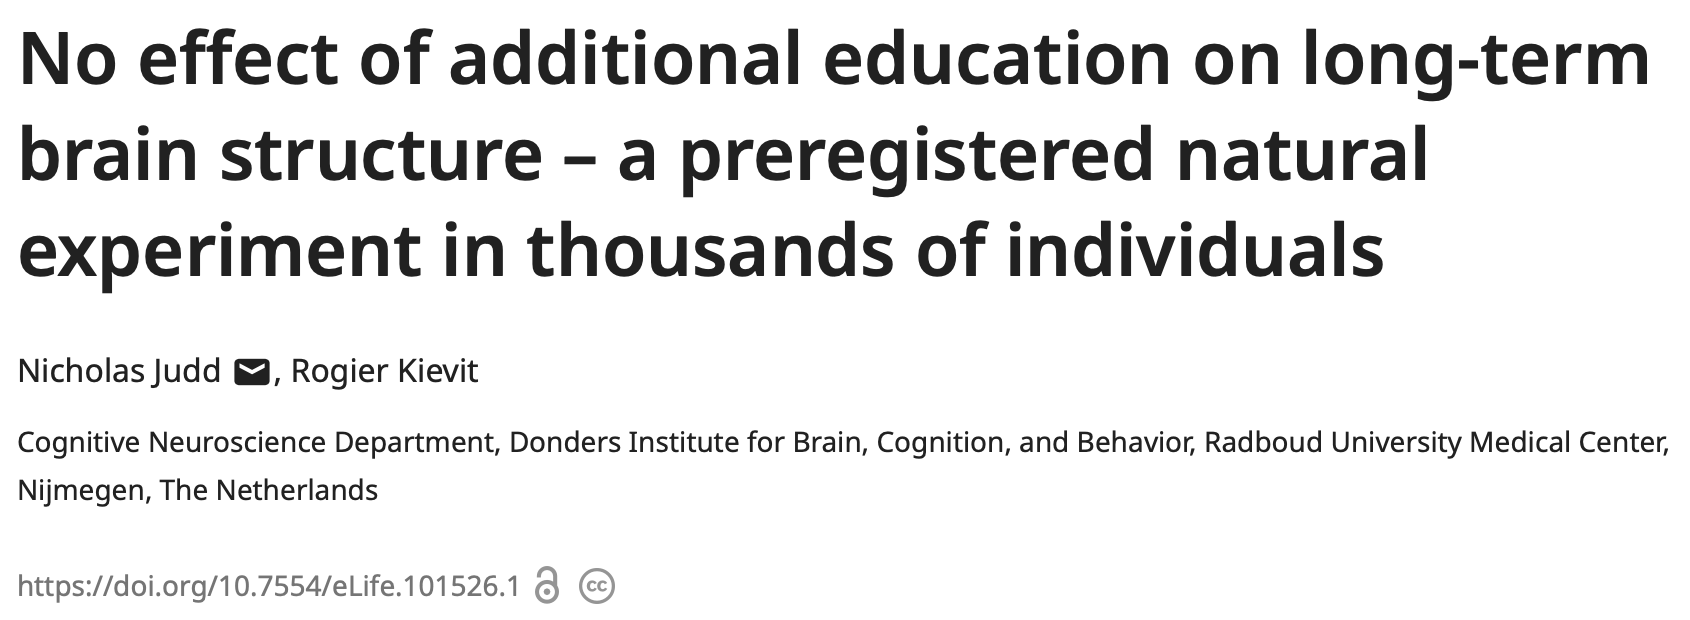 No effect of additional education on long-term
brain structure – a preregistered natural
experiment in thousands of individuals
Nicholas Judd, Rogier Kievit
Cognitive Neuroscience Department, Donders Institute for Brain, Cognition, and Behavior, Radboud University Medical Center,
Nijmegen, The Netherlands
https://doi.org/10.7554/eLife.101526.1 cc